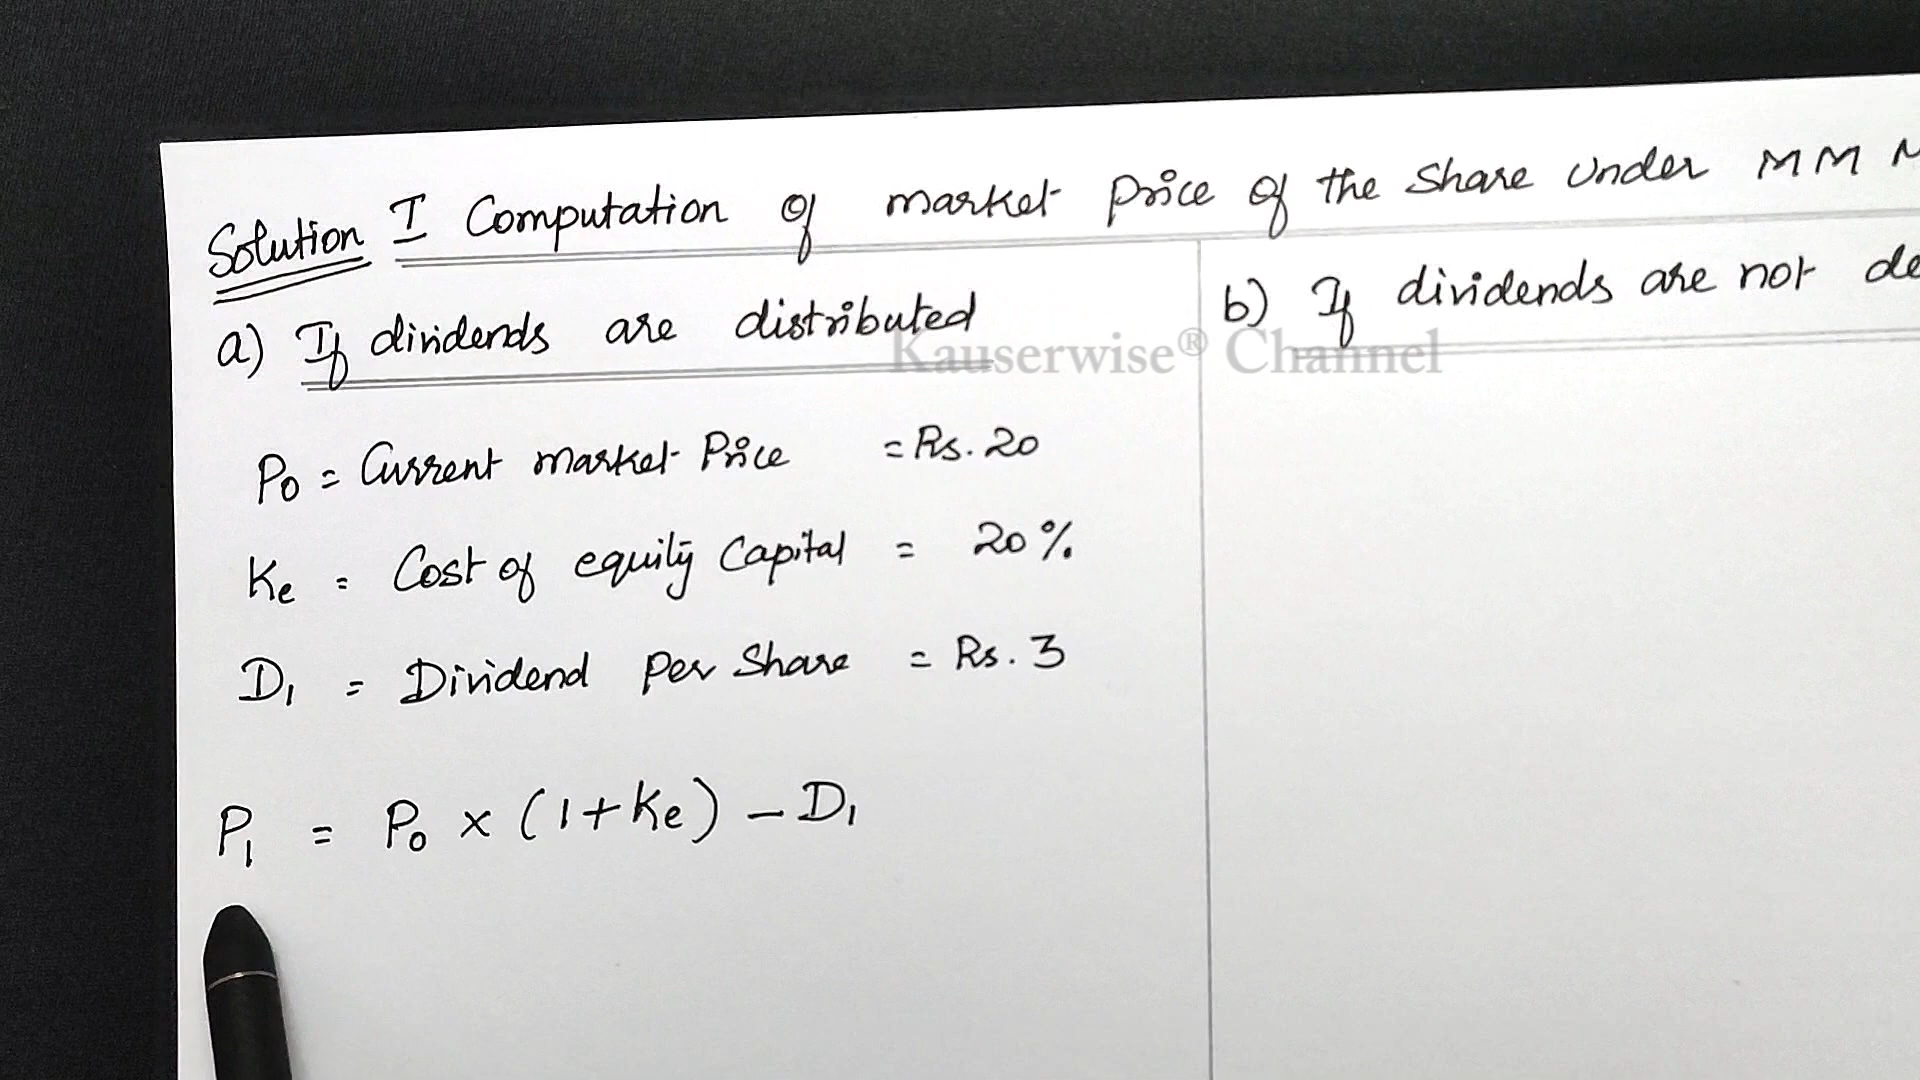 Solution I Computation of market Price of the Share Under MM
a) If dividends are distributed
b) If dividends are not
Kauserwise® Channel
P0 = Current market Price = Rs. 20
Ke = Cost of equity Capital = 20%
D1 = Dividend Per Share = Rs. 3
P1 = P0 × (1+Ke) – D1